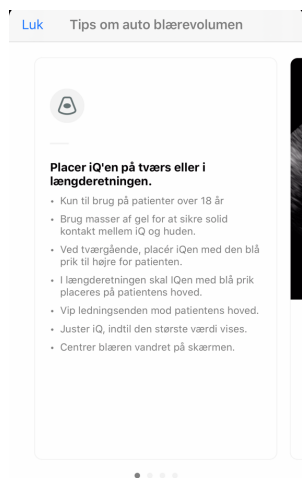 Luk Tips om auto blærevolumen
Placer iQ'en på tværs eller i
længderetningen.
• Kun til brug på patienter over 18 år
• Brug masser af gel for at sikre solid
kontakt mellem iQ og huden.
• Ved tværgående, placér iQen med den blå
prik til højre for patienten.
• I længderetningen skal IQen med blå prik
placeres på patientens hoved.
• Vip ledningsenden mod patientens hoved.
• Juster iQ, indtil den største værdi vises.
• Centrer blæren vandret på skærmen.